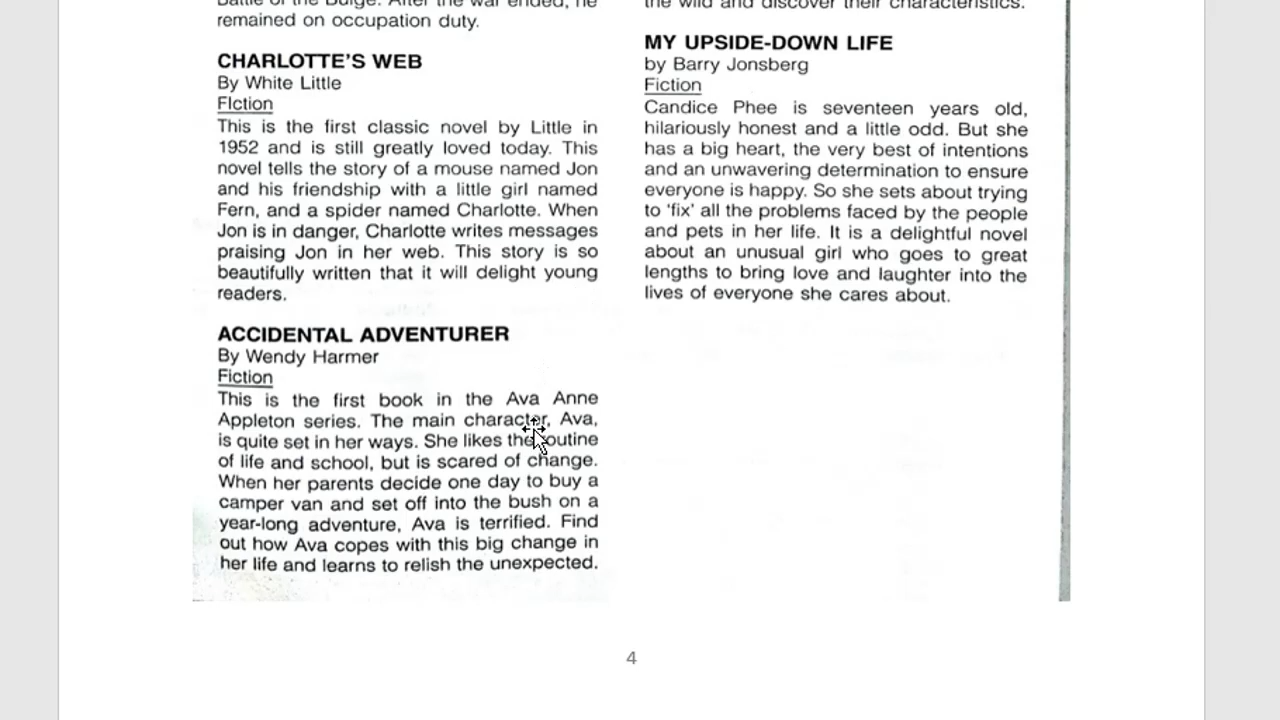 Battle of the Bulge. After the war ended, he
remained on occupation duty.
CHARLOTTE'S WEB
By White Little
FIction
This is the first classic novel by Little in
1952 and is still greatly loved today. This
novel tells the story of a mouse named Jon
and his friendship with a little girl named
Fern, and a spider named Charlotte. When
Jon is in danger, Charlotte writes messages
praising Jon in her web. This story is so
beautifully written that it will delight young
readers.
ACCIDENTAL ADVENTURER
By Wendy Harmer
Fiction
This is the first book in the Ava Anne
Appleton series. The main character, Ava,
is quite set in her ways. She likes the routine
of life and school, but is scared of change.
When her parents decide one day to buy a
camper van and set off into the bush on a
year-long adventure, Ava is terrified. Find
out how Ava copes with this big change in
her life and learns to relish the unexpected.
the wild and discover their characteristics.
MY UPSIDE-DOWN LIFE
by Barry Jonsberg
Fiction
Candice Phee is seventeen years old,
hilariously honest and a little odd. But she
has a big heart, the very best of intentions
and an unwavering determination to ensure
everyone is happy. So she sets about trying
to 'fix' all the problems faced by the people
and pets in her life. It is a delightful novel
about an unusual girl who goes to great
lengths to bring love and laughter into the
lives of everyone she cares about.
4